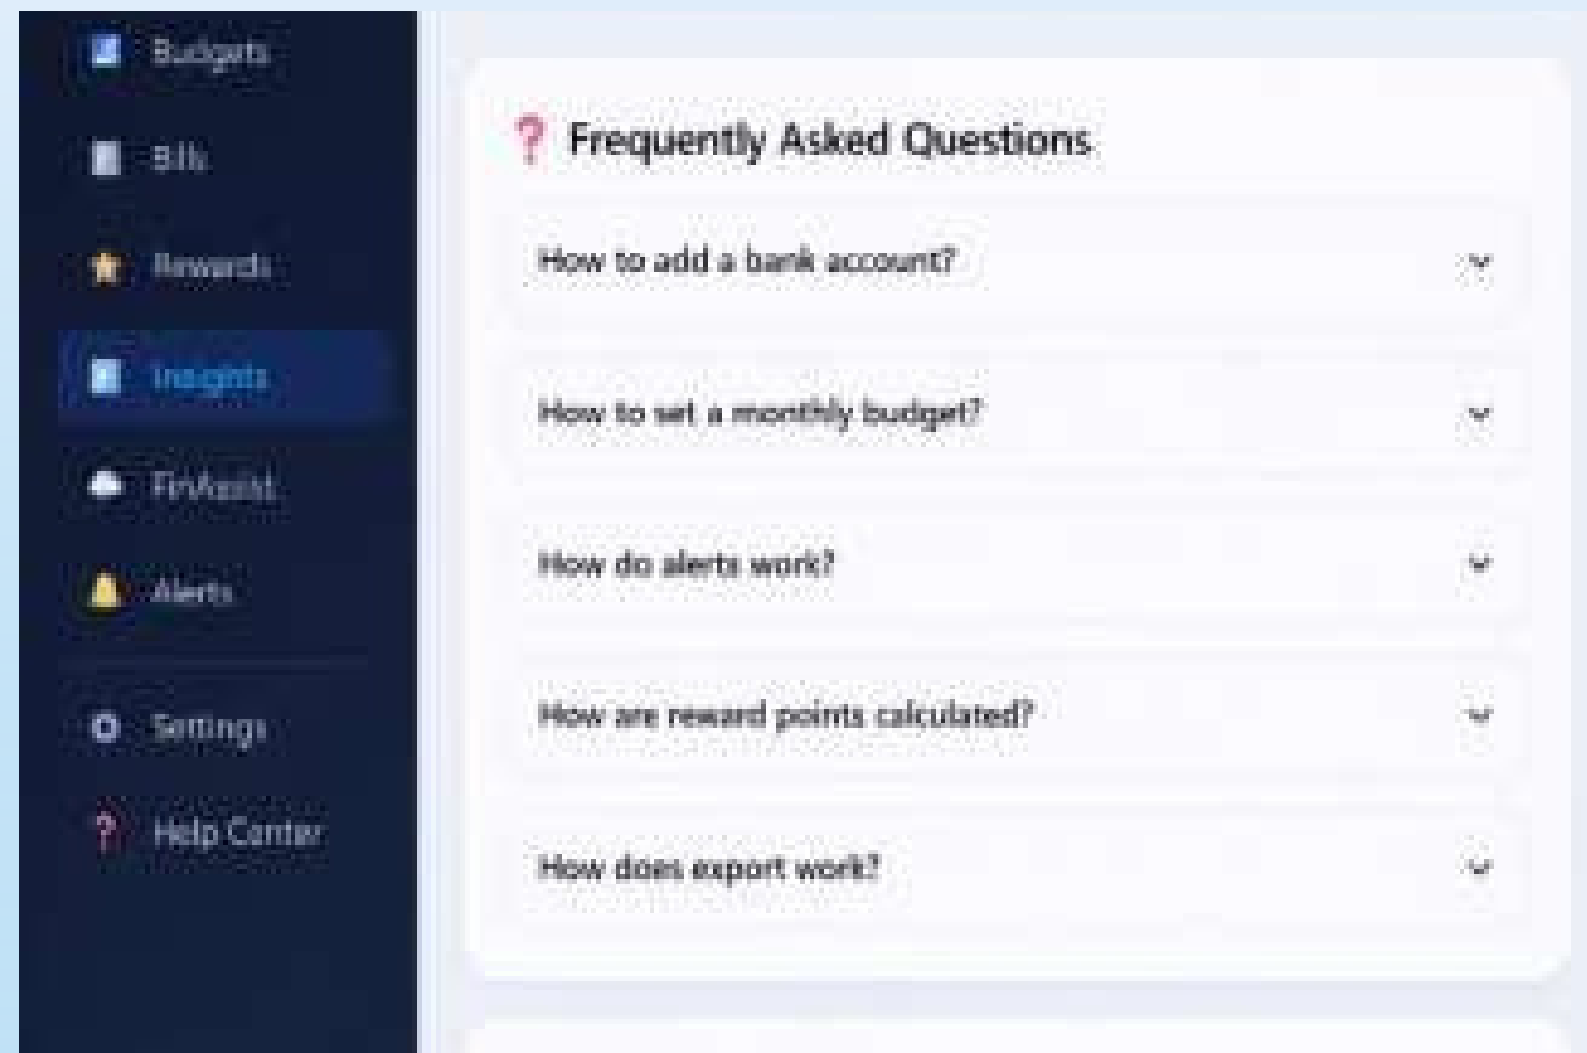 Budgets
Bills
Rewards
Insights
FinAssist
Alerts
Settings
Help Center
❓ Frequently Asked Questions
How to add a bank account?
How to set a monthly budget?
How do alerts work?
How are reward points calculated?
How does export work?